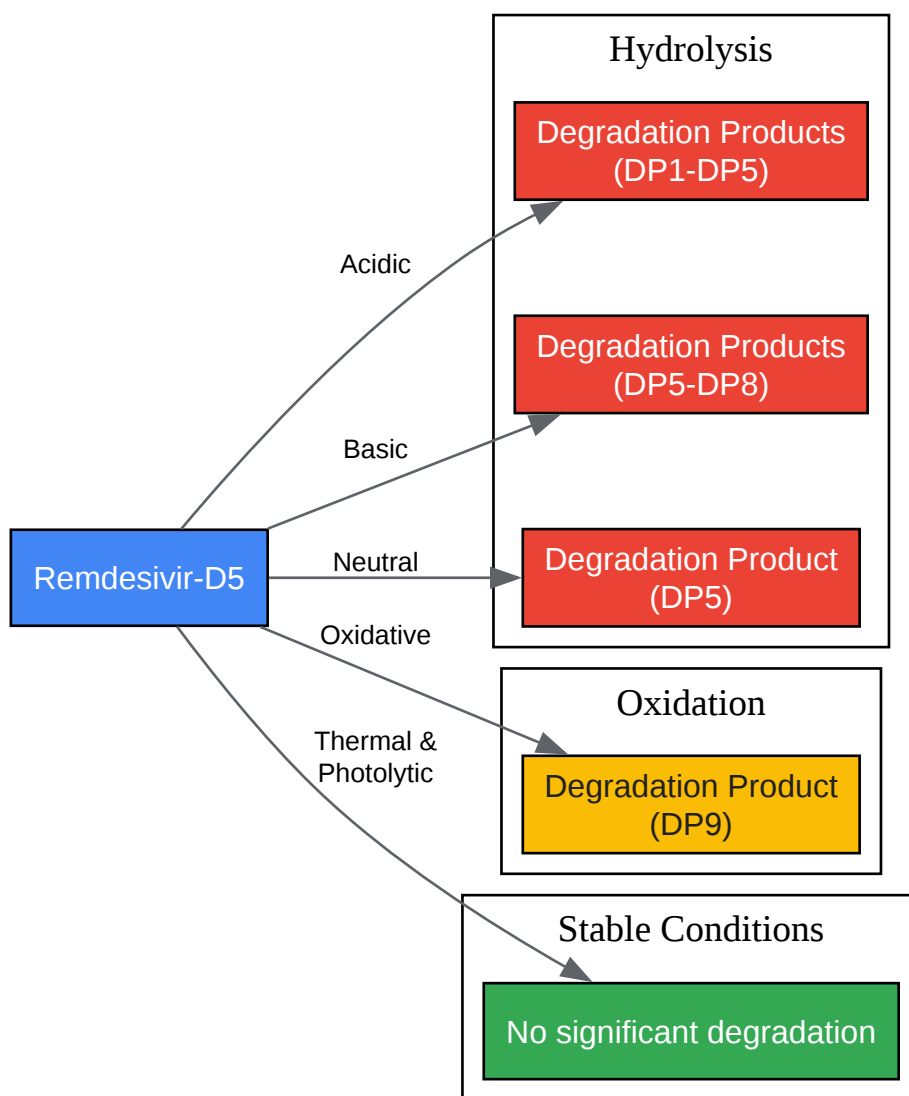 Hydrolysis
Degradation Products
(DP1-DP5)
Acidic
Degradation Products
(DP5-DP8)
Basic
Remdesivir-D5
Neutral
Degradation Product
(DP5)
Oxidative
Oxidation
Thermal &
Photolytic
Degradation Product
(DP9)
Stable Conditions
No significant degradation